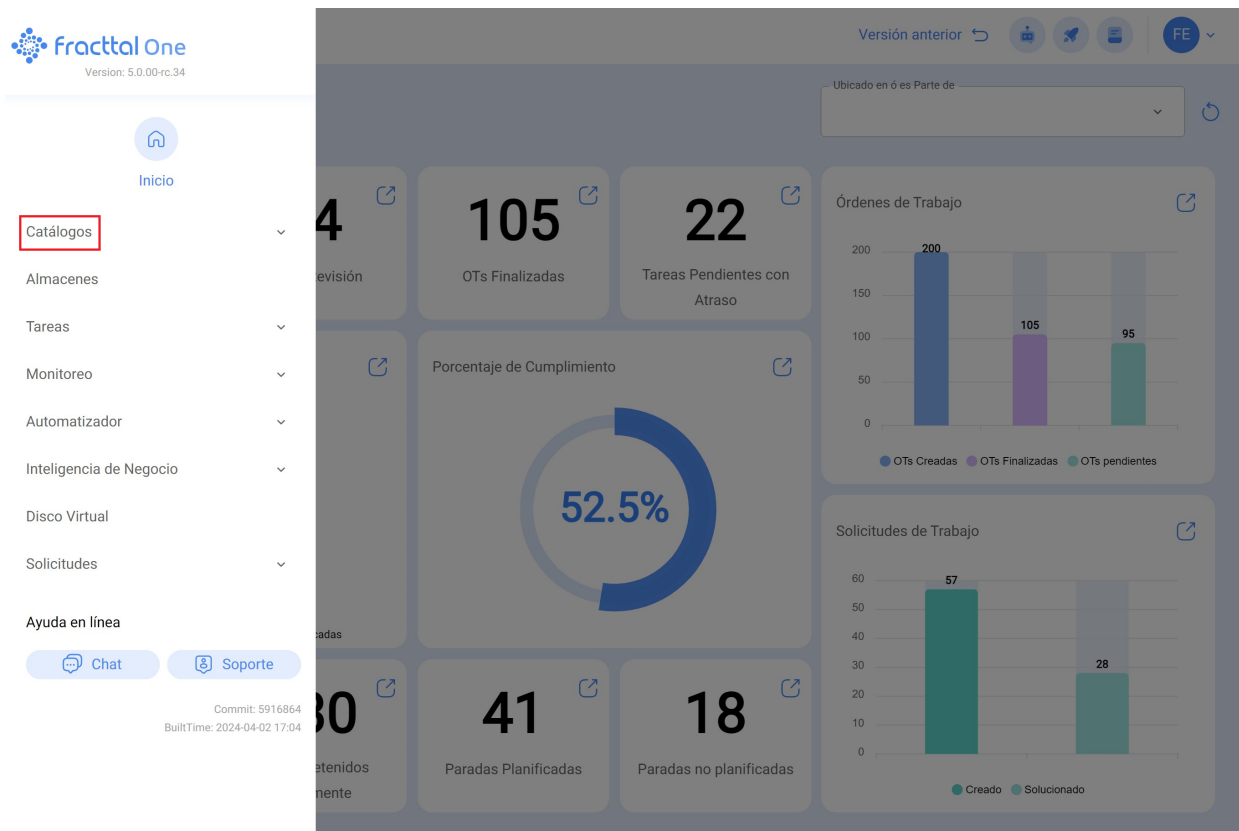 fracttal One
Version: 5.0.00-rc.34
Inicio
Catálogos
Almacenes
Tareas
Monitoreo
Automatizador
Inteligencia de Negocio
Disco Virtual
Solicitudes
Ayuda en línea
Chat
Soporte
Commit: 5916864
BuiltTime: 2024-04-02 17:04
Versión anterior
FE
Ubicado en ó es Parte de
4
evisión
105
OTs Finalizadas
22
Tareas Pendientes con
Atraso
Órdenes de Trabajo
200
150
100
50
0
200
105
95
OTs Creadas OTs Finalizadas OTs pendientes
cadas
Porcentaje de Cumplimiento
52.5%
Solicitudes de Trabajo
60
50
40
30
20
10
0
57
28
Creado Solucionado
30
etenidos
mente
41
Paradas Planificadas
18
Paradas no planificadas